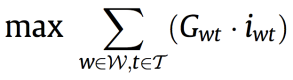 max ∑_{w∈𝒲,t∈𝒯} (G_{wt} · i_{wt})